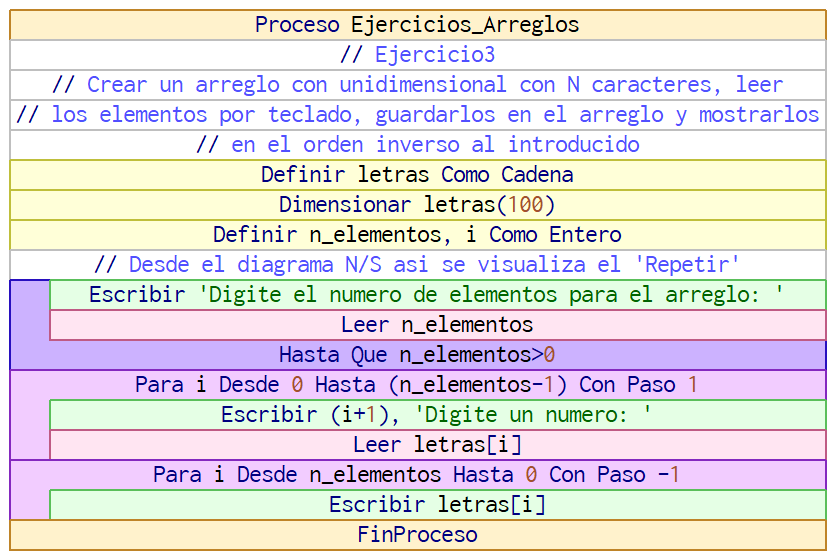 Proceso Ejercicios_Arreglos
// Ejercicio3
// Crear un arreglo con unidimensional con N caracteres, leer
// los elementos por teclado, guardarlos en el arreglo y mostrarlos
// en el orden inverso al introducido
Definir letras Como Cadena
Dimensionar letras(100)
Definir n_elementos, i Como Entero
// Desde el diagrama N/S asi se visualiza el 'Repetir'
Escribir 'Digite el numero de elementos para el arreglo: '
Leer n_elementos
Hasta Que n_elementos>0
Para i Desde 0 Hasta (n_elementos-1) Con Paso 1
Escribir (i+1), 'Digite un numero: '
Leer letras[i]
Para i Desde n_elementos Hasta 0 Con Paso -1
Escribir letras[i]
FinProceso